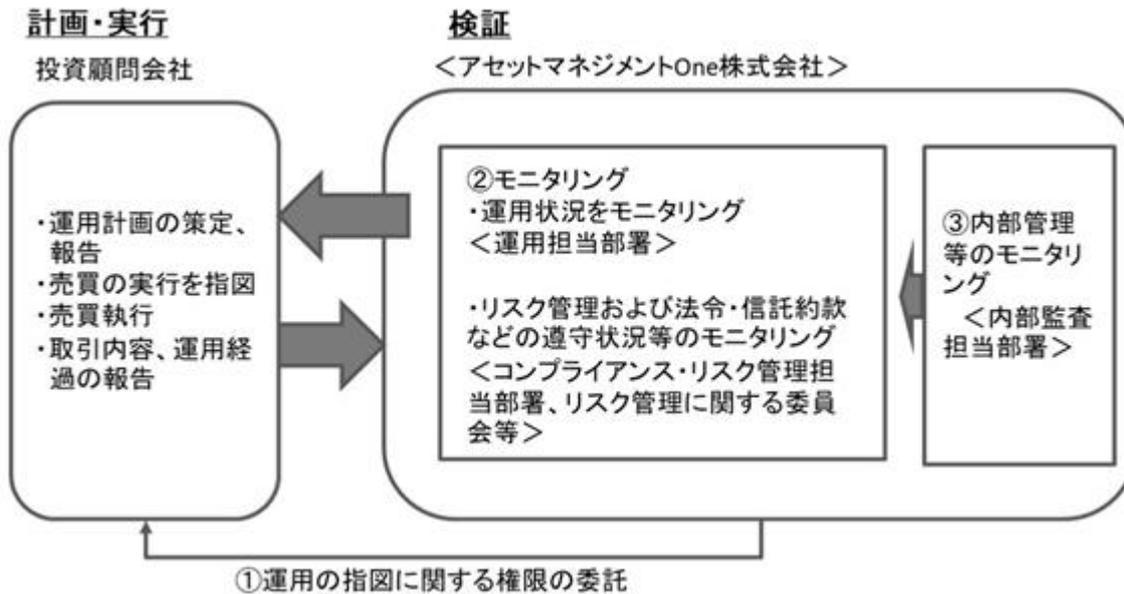 計画・実行
投資顧問会社
・運用計画の策定、
報告
・売買の実行を指図
・売買執行
・取引内容、運用経
過の報告
検証
＜アセットマネジメントOne株式会社＞
②モニタリング
・運用状況をモニタリング
＜運用担当部署＞
・リスク管理および法令・信託約款
などの遵守状況等のモニタリング
＜コンプライアンス・リスク管理担
当部署、リスク管理に関する委員
会等＞
③内部管理
等のモニタリ
ング
＜内部監査
担当部署＞
①運用の指図に関する権限の委託